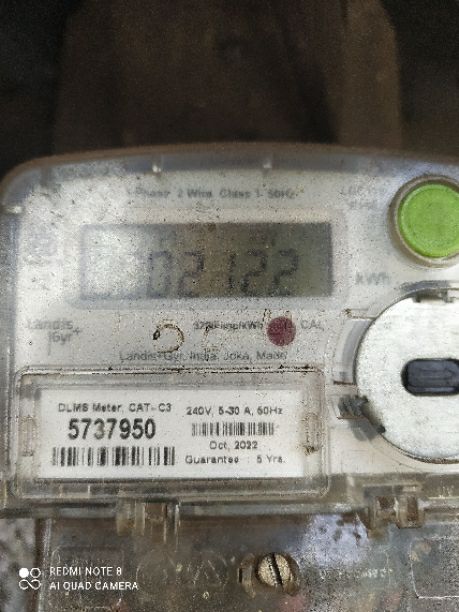 1-Phase 2 Wire, Class 1 50Hz
02122
kWh
Landis
Gyr+
CAL
Landis+Gyr, India, Joka, Made
DLMS Meter, CAT-C3
240V, 5-30 A, 50Hz
5737950
Oct, 2022
Guarantee : 5 Yrs.
REDMI NOTE 8
AI QUAD CAMERA